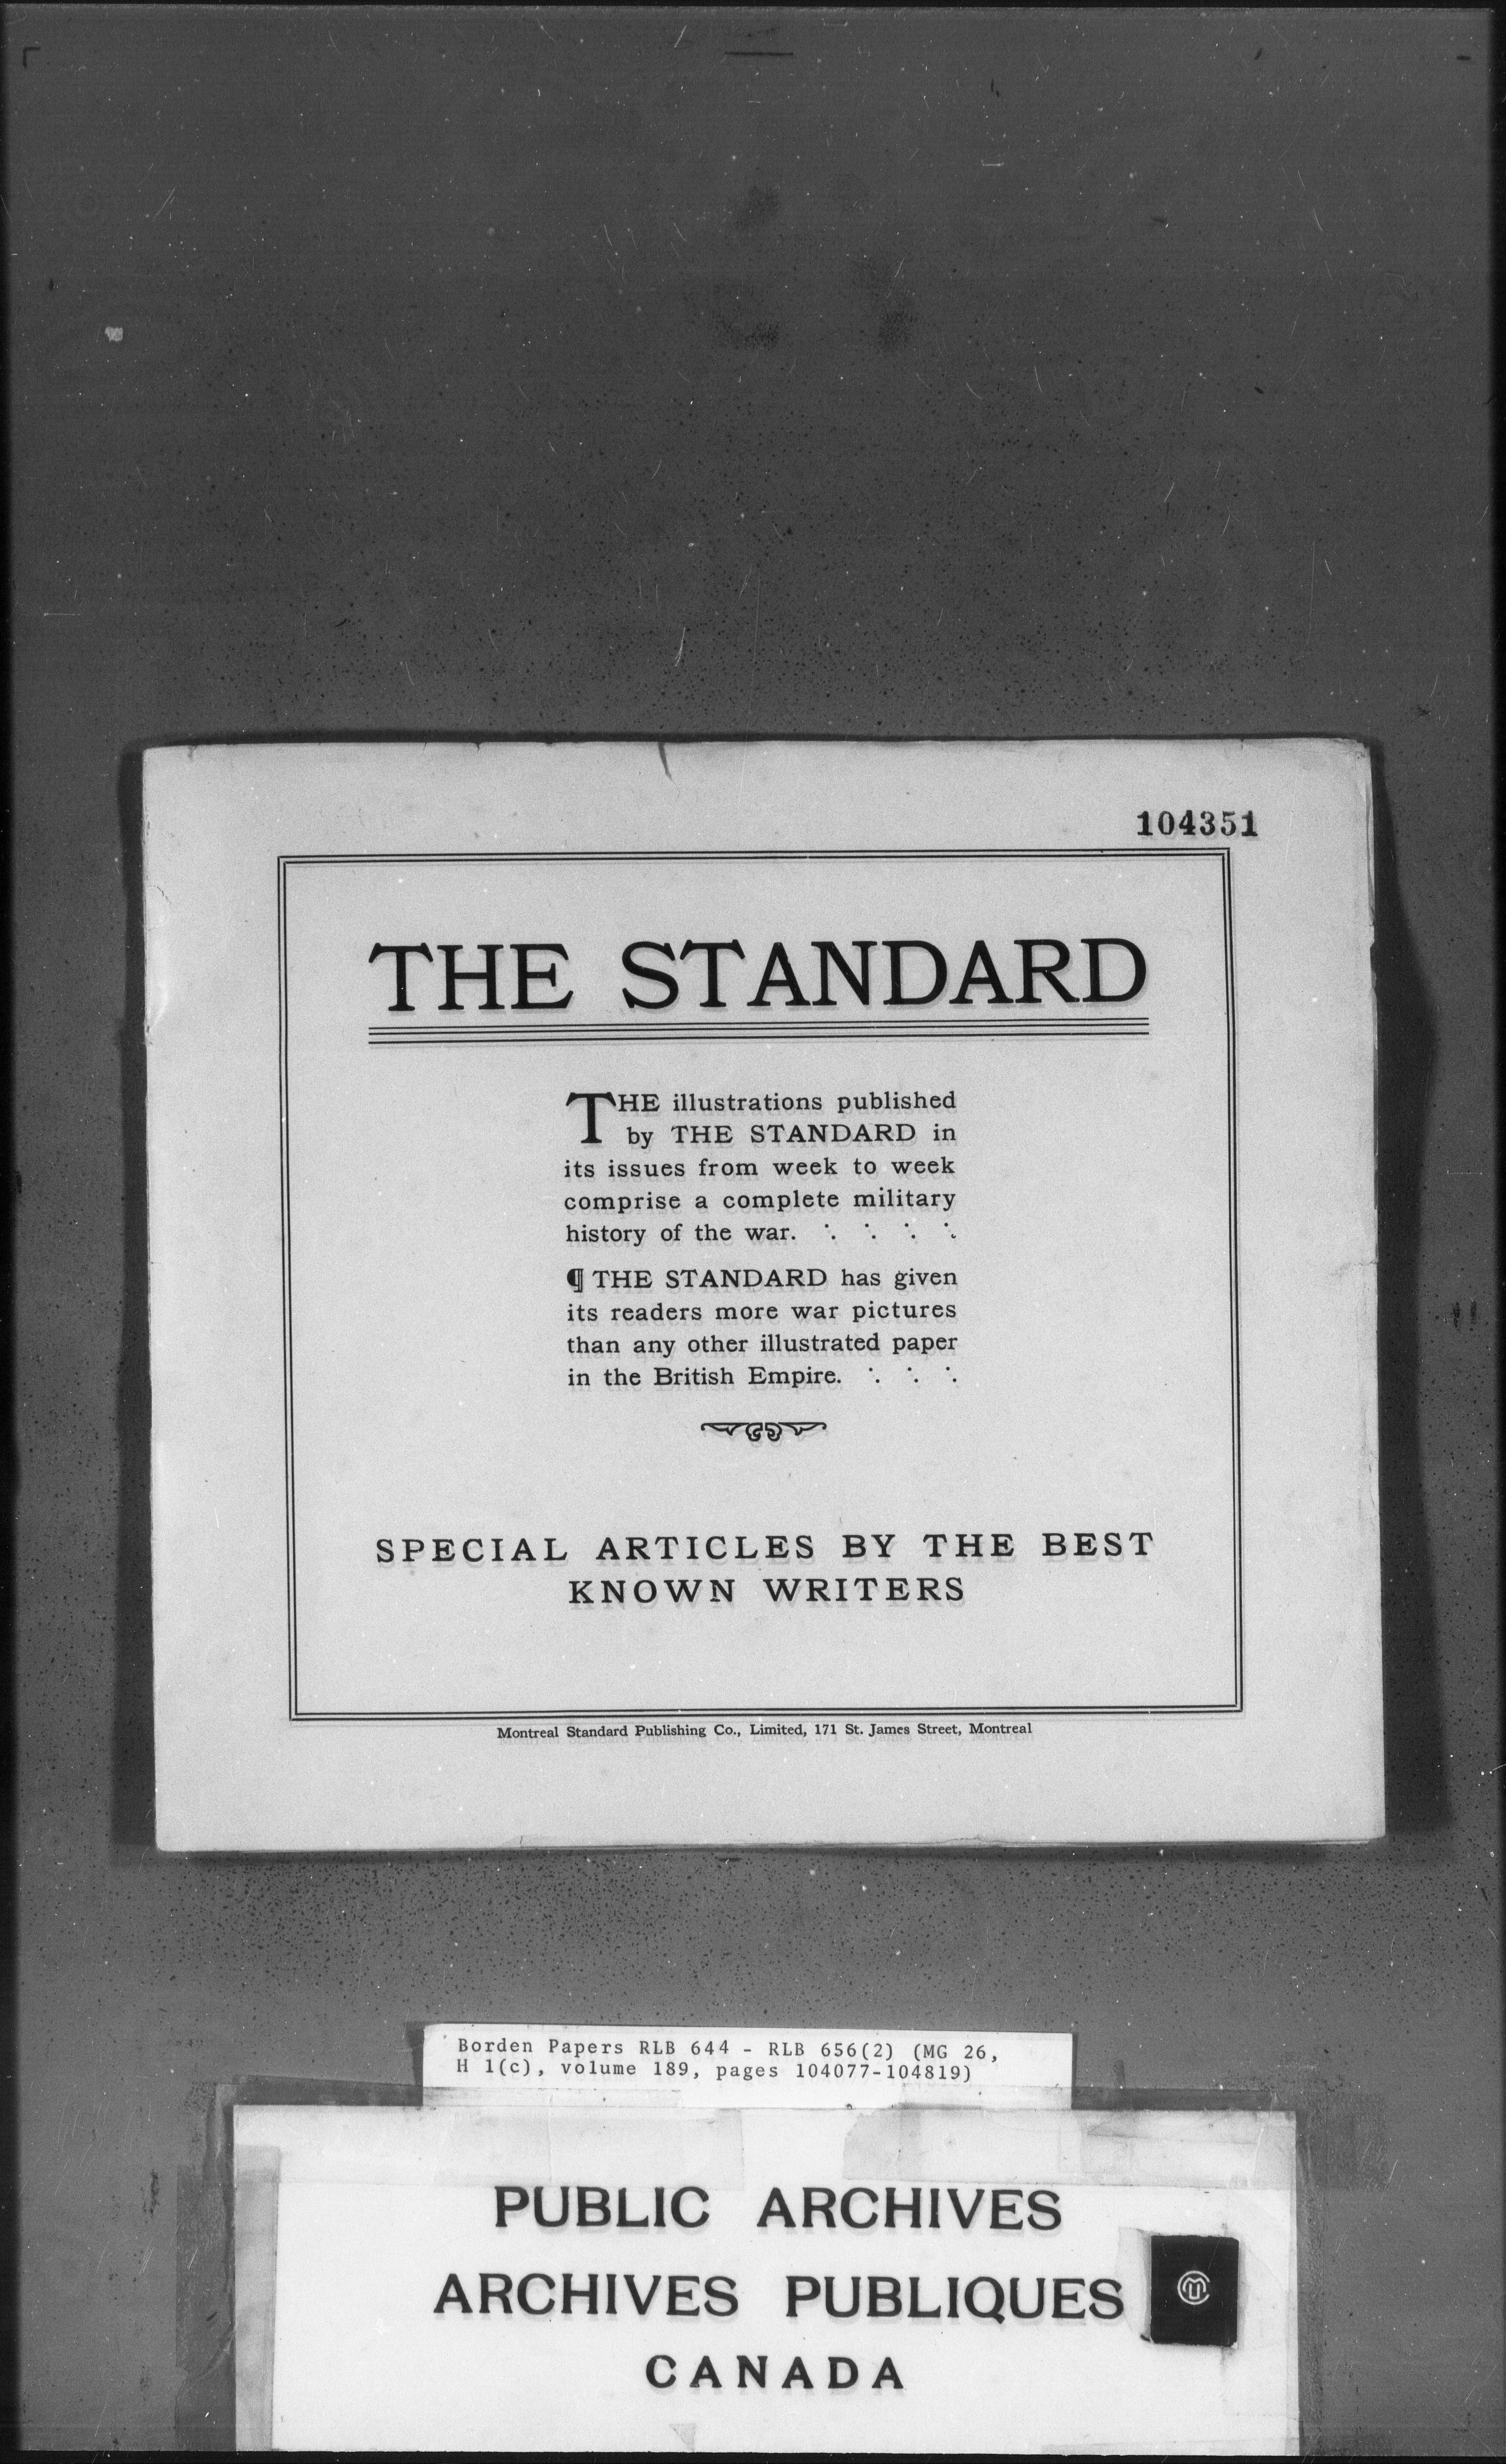 104351
THE STANDARD
THE illustrations published
by THE STANDARD in
its issues from week to week
comprise a complete military
history of the war.
¶ THE STANDARD has given
its readers more war pictures
than any other illustrated paper
in the British Empire.
SPECIAL ARTICLES BY THE BEST
KNOWN WRITERS
Montreal Standard Publishing Co., Limited, 171 St. James Street, Montreal
Borden Papers RLB 644 - RLB 656(2) (MG 26,
H 1(c), volume 189, pages 104077-104819)
PUBLIC ARCHIVES
ARCHIVES PUBLIQUES
CANADA